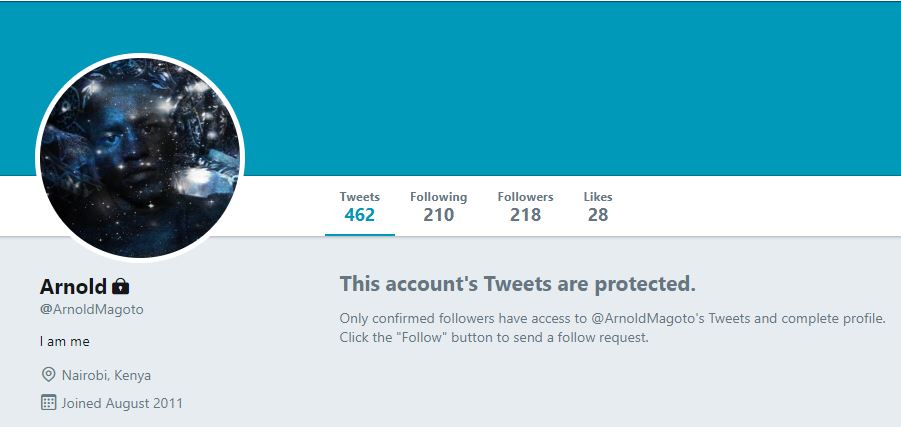 Tweets Following Followers Likes
462 210 218 28
Arnold
@ArnoldMagoto
I am me
Nairobi, Kenya
Joined August 2011
This account's Tweets are protected.
Only confirmed followers have access to @ArnoldMagoto's Tweets and complete profile.
Click the "Follow" button to send a follow request.